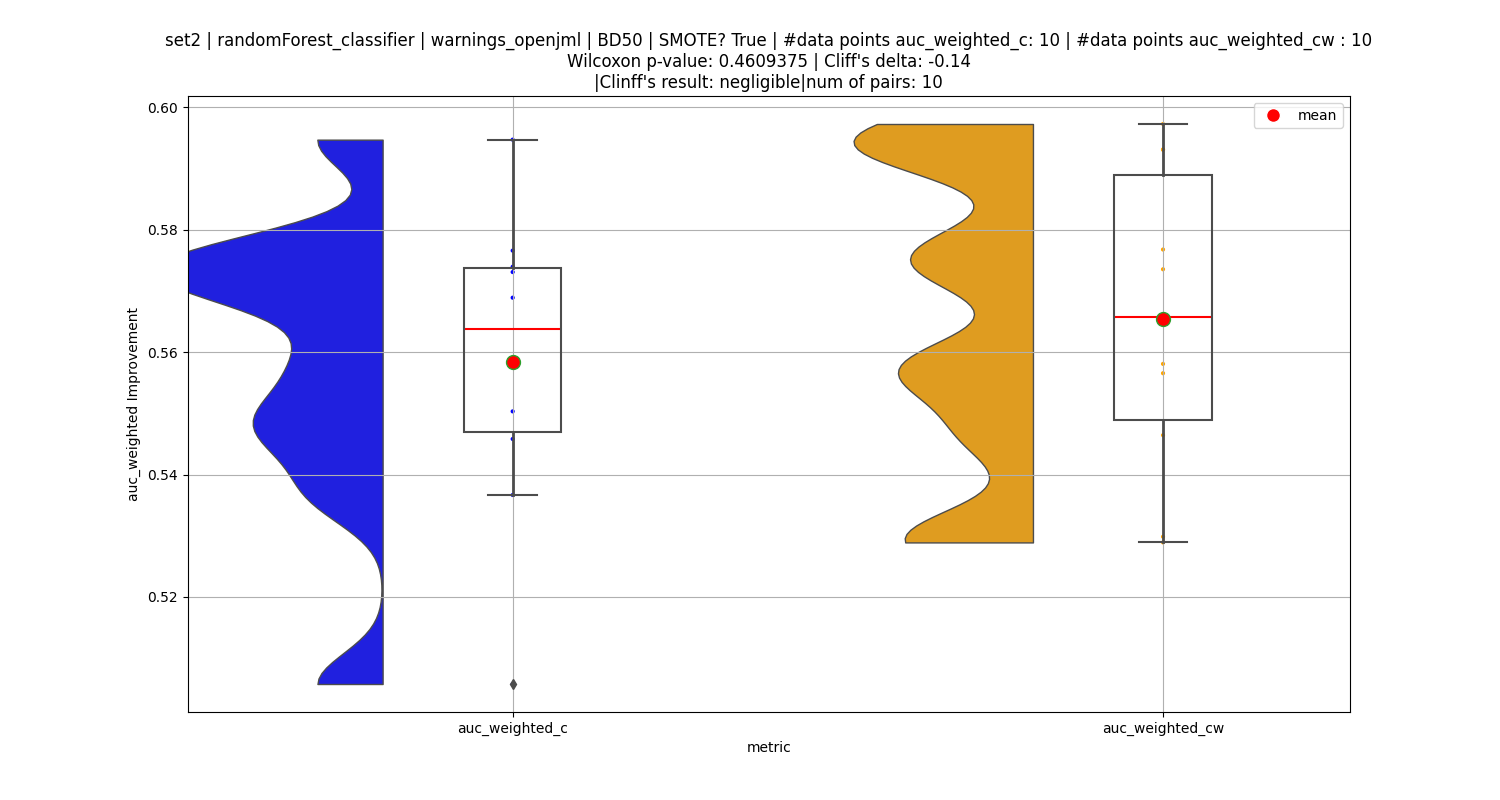 set2 | randomForest_classifier | warnings_openjml | BD50 | SMOTE? True | #data points auc_weighted_c: 10 | #data points auc_weighted_cw : 10
Wilcoxon p-value: 0.4609375 | Cliff's delta: -0.14
|Clinff's result: negligible|num of pairs: 10
mean
0.60
0.58
0.56
0.54
0.52
auc_weighted Improvement
auc_weighted_c
auc_weighted_cw
metric